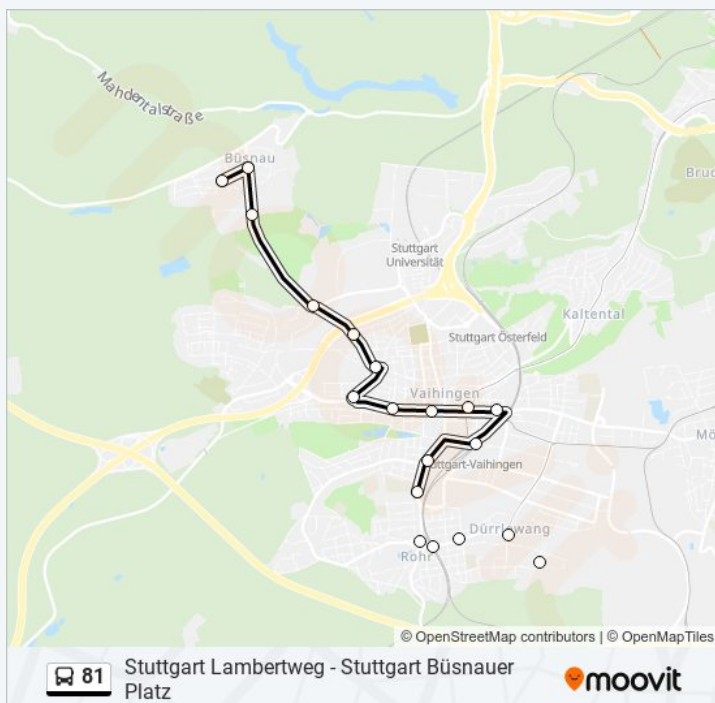 Mahdentalstraße
Büsnau
Bruc
Stuttgart
Universität
Kaltental
Stuttgart Österfeld
Vaihingen
Mö
ttgart-Vaihingen
Dürrlewang
Rohr
© OpenStreetMap contributors | © OpenMapTiles
81
Stuttgart Lambertweg - Stuttgart Büsnauer
Platz
moovit